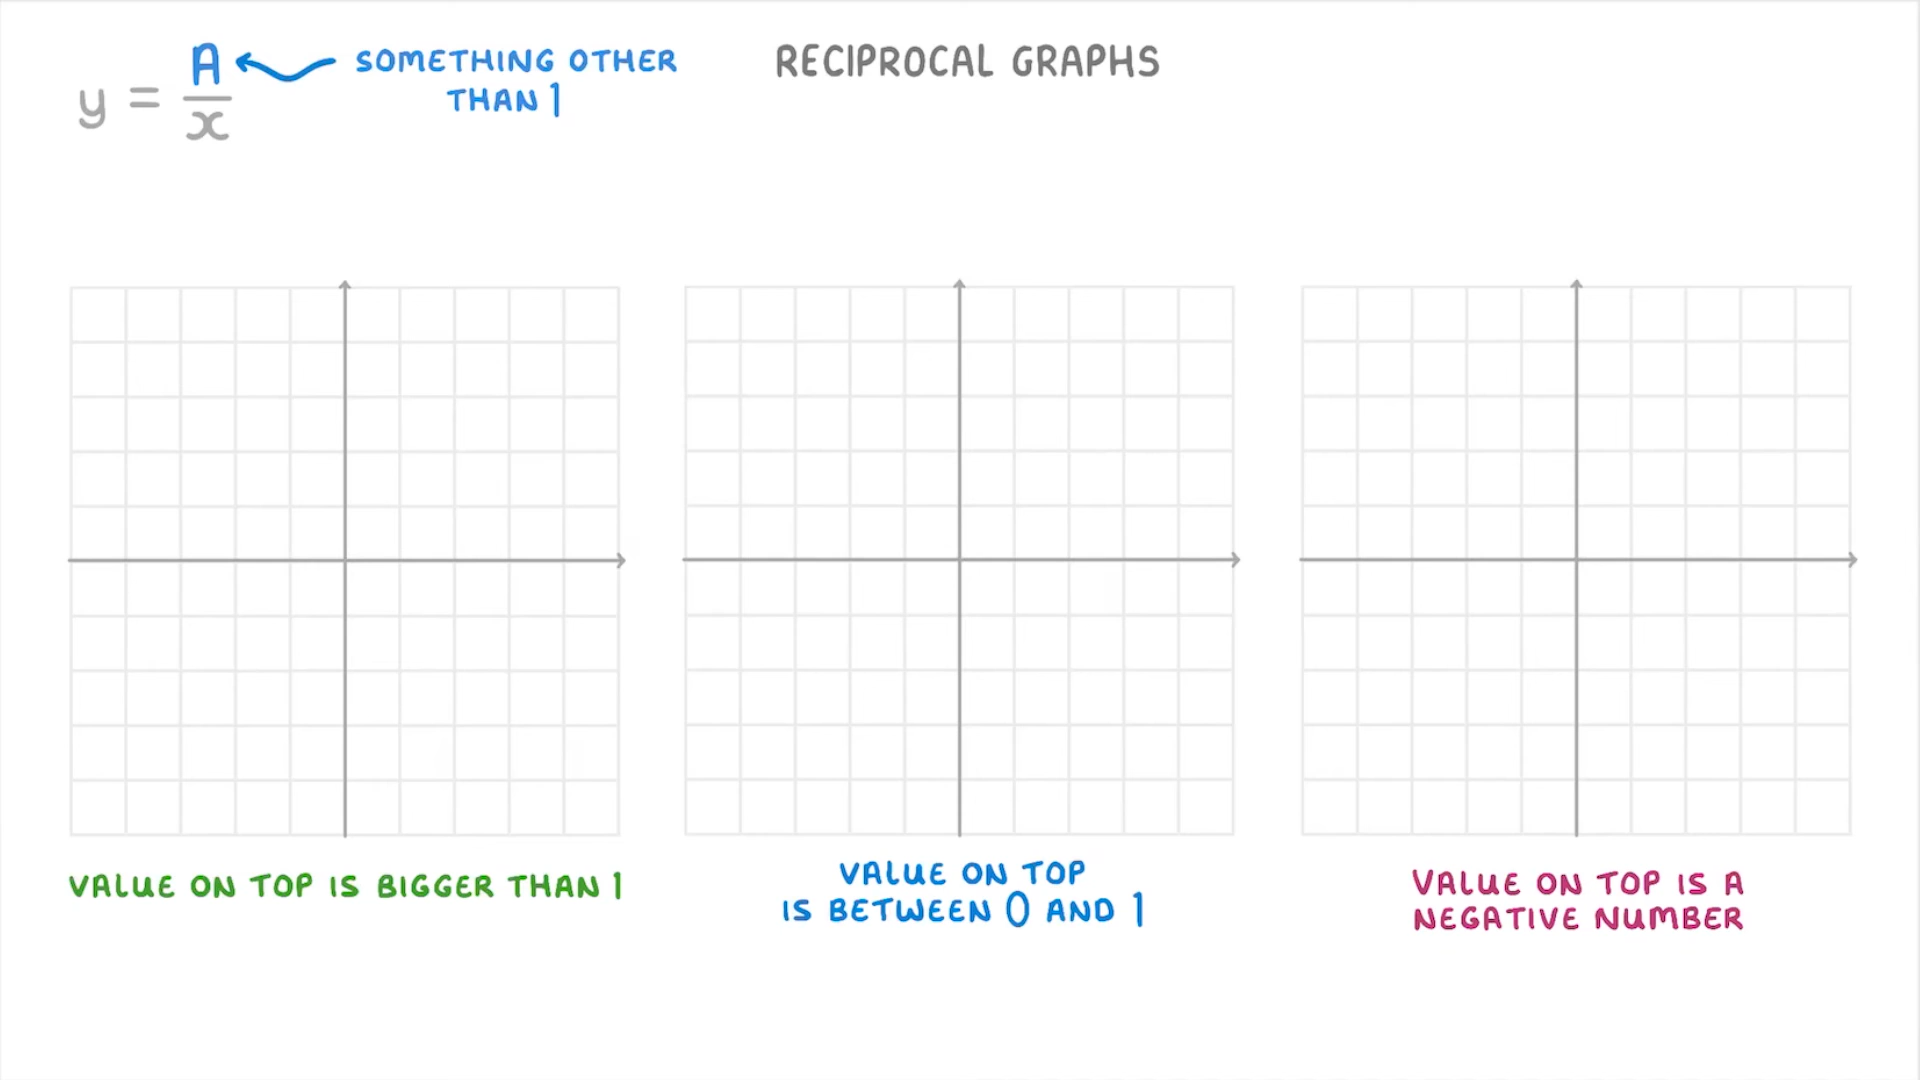 RECIPROCAL GRAPHS
y = A/x
SOMETHING OTHER
THAN 1
VALUE ON TOP IS BIGGER THAN 1
VALUE ON TOP
IS BETWEEN 0 AND 1
VALUE ON TOP IS A
NEGATIVE NUMBER